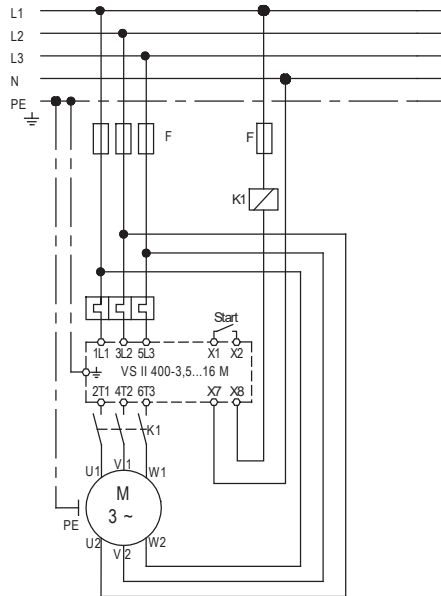 L1
L2
L3
N
PE
F
F
K1
Start
1L1 3L2 5L3 X1 X2
VS II 400-3,5...16 M
2T1 4T2 6T3 X7 X8
K1
U1 V1 W1
M
3 ~
PE
U2 V2 W2